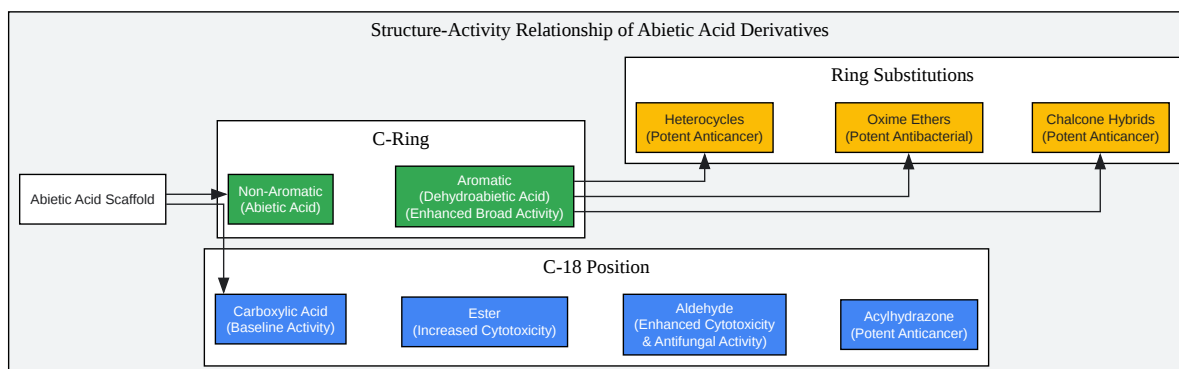 Structure-Activity Relationship of Abietic Acid Derivatives
Ring Substitutions
Heterocycles
(Potent Anticancer)
Oxime Ethers
(Potent Antibacterial)
Chalcone Hybrids
(Potent Anticancer)
C-Ring
Non-Aromatic
(Abietic Acid)
Aromatic
(Dehydroabietic Acid)
(Enhanced Broad Activity)
Abietic Acid Scaffold
C-18 Position
Carboxylic Acid
(Baseline Activity)
Ester
(Increased Cytotoxicity)
Aldehyde
(Enhanced Cytotoxicity
& Antifungal Activity)
Acylhydrazone
(Potent Anticancer)